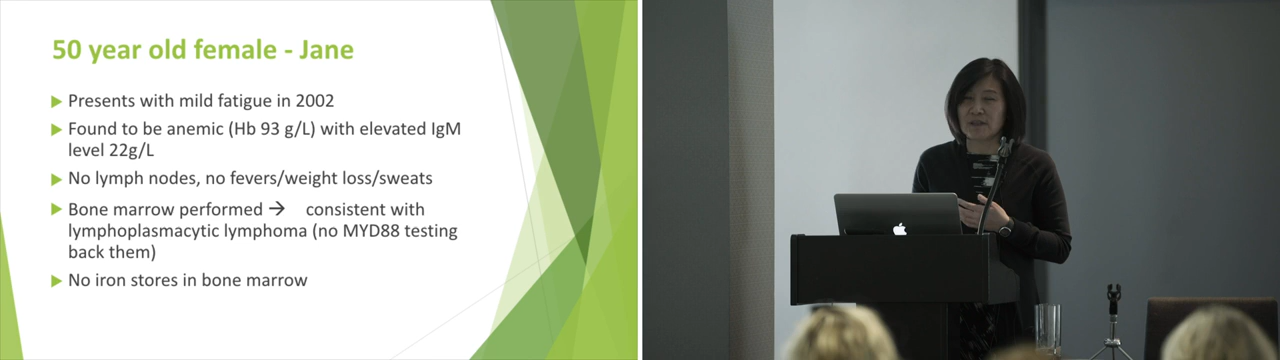 50 year old female - Jane
Presents with mild fatigue in 2002
Found to be anemic (Hb 93 g/L) with elevated IgM
level 22g/L
No lymph nodes, no fevers/weight loss/sweats
Bone marrow performed → consistent with
lymphoplasmacytic lymphoma (no MYD88 testing
back them)
No iron stores in bone marrow